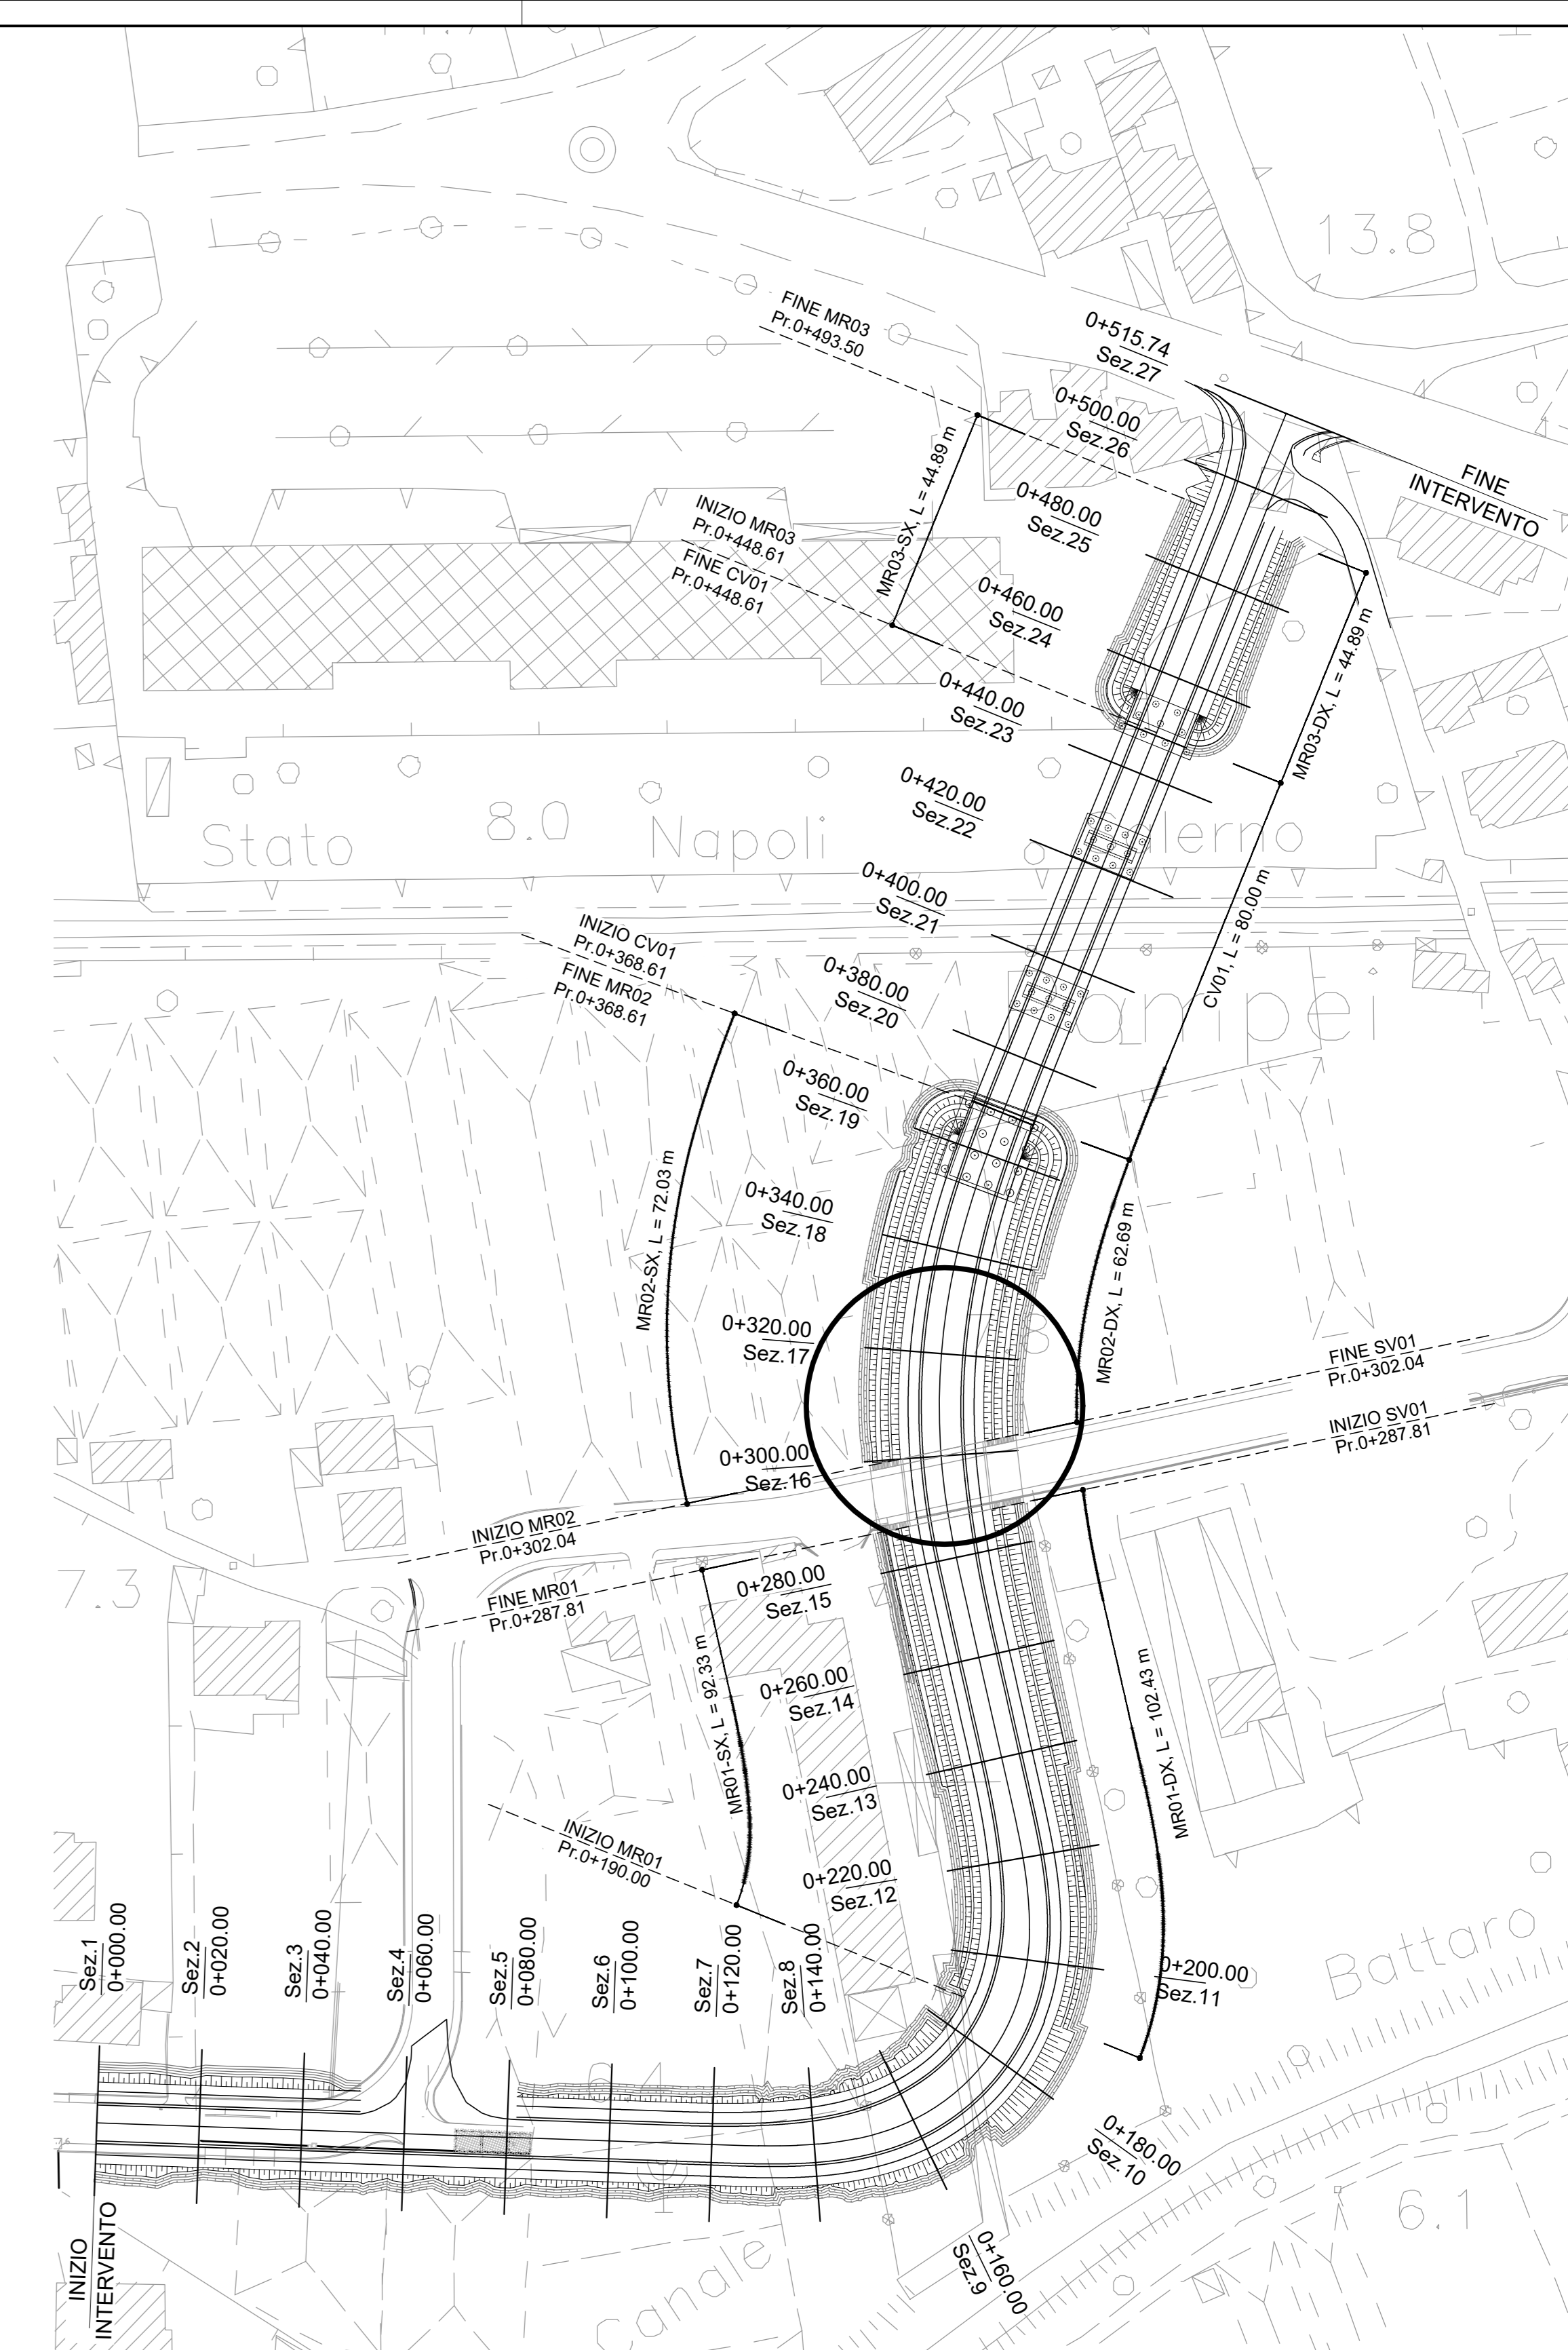 13.8
FINE MR03
Pr.0+493.50
0+515.74
Sez.27
0+500.00
Sez.26
FINE
INTERVENTO
MR03-SX, L = 44.89 m
0+480.00
Sez.25
INIZIO MR03
Pr.0+448.61
FINE CV01
Pr.0+448.61
0+460.00
Sez.24
MR03-DX, L = 44.89 m
0+440.00
Sez.23
0+420.00
Sez.22
Stato
8.0
Napoli
Salerno
0+400.00
Sez.21
CV01, L = 80.00 m
INIZIO CV01
Pr.0+368.61
FINE MR02
Pr.0+368.61
0+380.00
Sez.20
Pompei
0+360.00
Sez.19
MR02-SX, L = 72.03 m
0+340.00
Sez.18
MR02-DX, L = 62.69 m
0+320.00
Sez.17
FINE SV01
Pr.0+302.04
INIZIO SV01
Pr.0+287.81
0+300.00
Sez.16
INIZIO MR02
Pr.0+302.04
FINE MR01
Pr.0+287.81
7.3
0+280.00
Sez.15
MR01-SX, L = 92.33 m
0+260.00
Sez.14
MR01-DX, L = 102.43 m
0+240.00
Sez.13
INIZIO MR01
Pr.0+190.00
0+220.00
Sez.12
Sez.1
0+000.00
Sez.2
0+020.00
Sez.3
0+040.00
Sez.4
0+060.00
Sez.5
0+080.00
Sez.6
0+100.00
Sez.7
0+120.00
Sez.8
0+140.00
0+200.00
Sez.11
Battaro
0+180.00
Sez.10
6.1
0+160.00
Sez.9
Canale
INIZIO
INTERVENTO